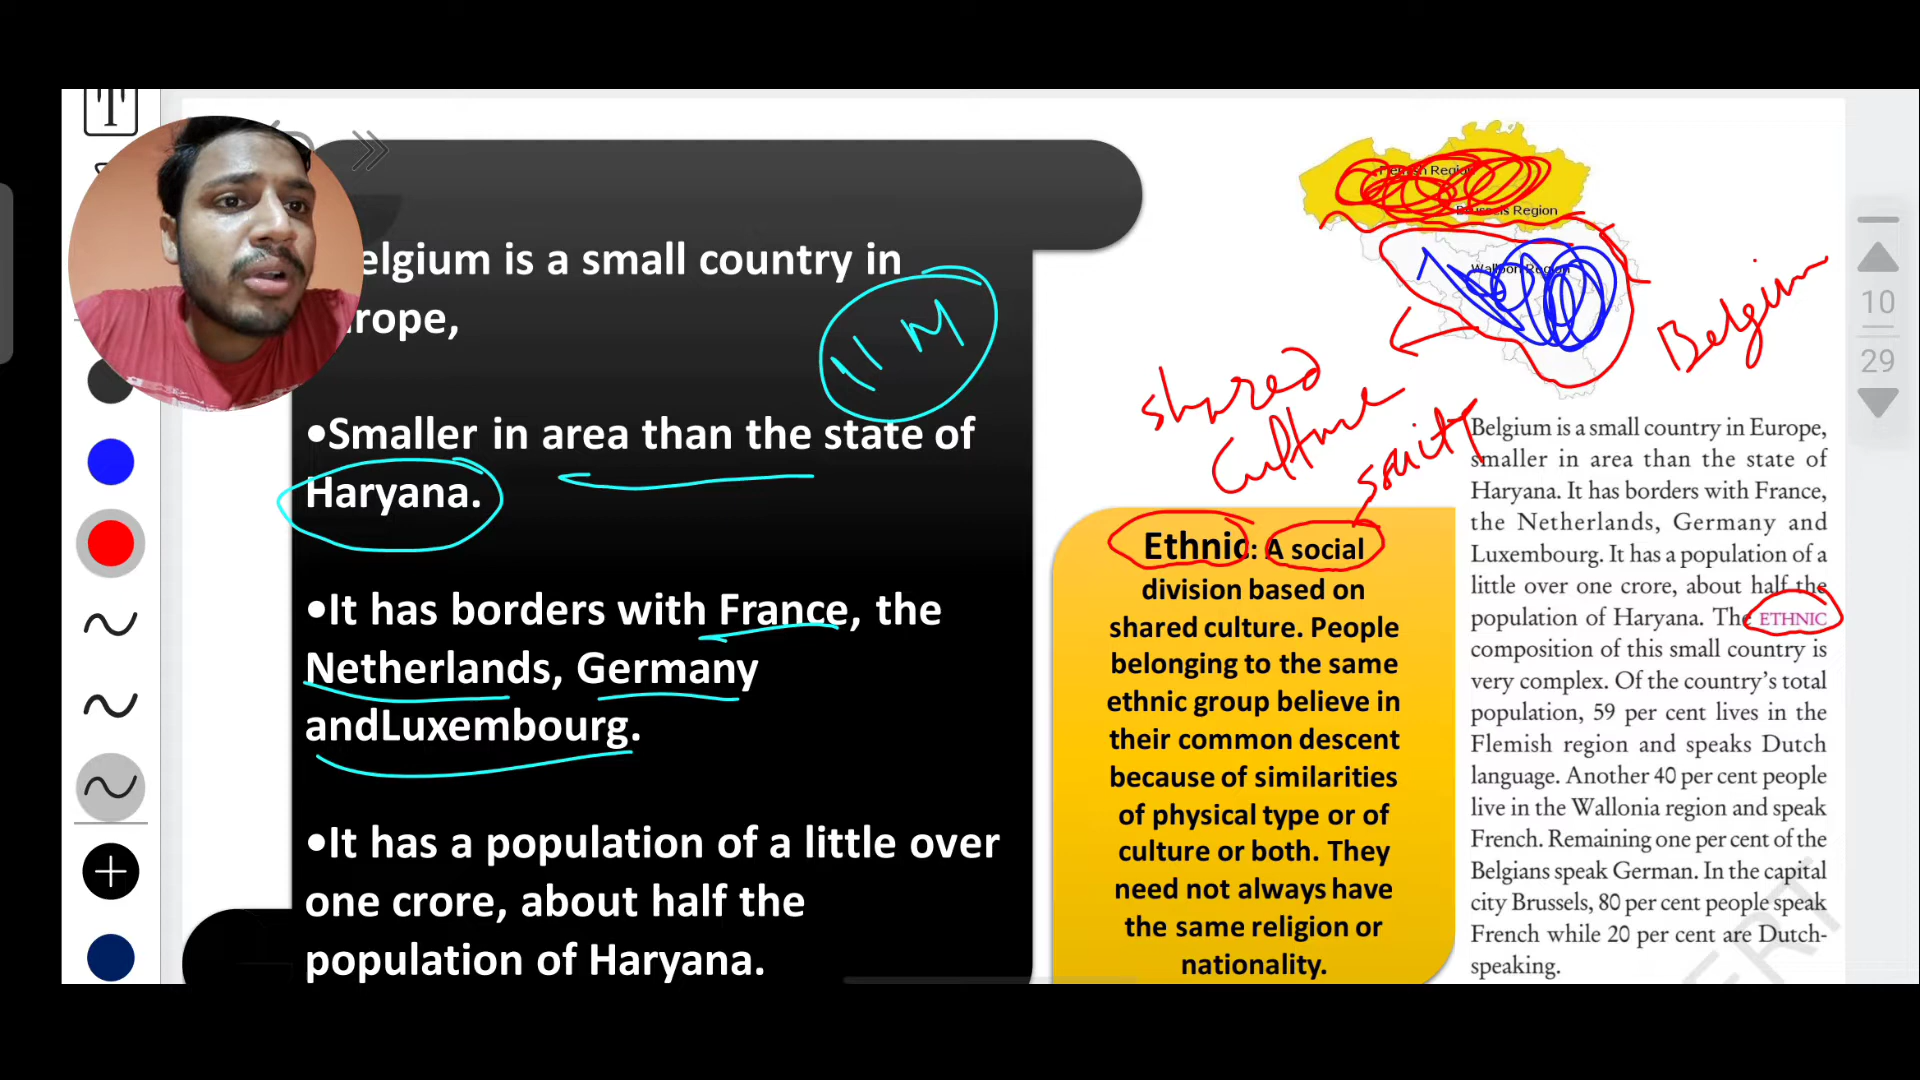 T
elgium is a small country in
rope,
11 M
•Smaller in area than the state of
Haryana.
•It has borders with France, the
Netherlands, Germany
andLuxembourg.
•It has a population of a little over
one crore, about half the
population of Haryana.
Flemish Region
Brussels Region
Walloon Region
Belgium
shared
Culture
Ethnic: A social
division based on
shared culture. People
belonging to the same
ethnic group believe in
their common descent
because of similarities
of physical type or of
culture or both. They
need not always have
the same religion or
nationality.
Belgium is a small country in Europe,
smaller in area than the state of
Haryana. It has borders with France,
the Netherlands, Germany and
Luxembourg. It has a population of a
little over one crore, about half the
population of Haryana. The ETHNIC
composition of this small country is
very complex. Of the country’s total
population, 59 per cent lives in the
Flemish region and speaks Dutch
language. Another 40 per cent people
live in the Wallonia region and speak
French. Remaining one per cent of the
Belgians speak German. In the capital
city Brussels, 80 per cent people speak
French while 20 per cent are Dutch-
speaking.
10
29